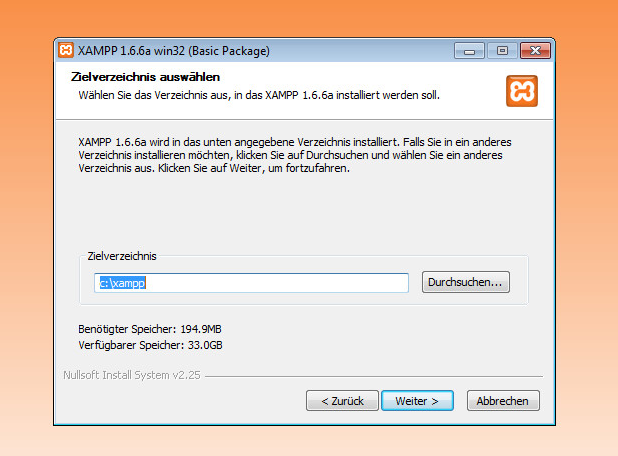 XAMPP 1.6.6a win32 (Basic Package)
Zielverzeichnis auswählen
Wählen Sie das Verzeichnis aus, in das XAMPP 1.6.6a installiert werden soll.
XAMPP 1.6.6a wird in das unten angegebene Verzeichnis installiert. Falls Sie in ein anderes
Verzeichnis installieren möchten, klicken Sie auf Durchsuchen und wählen Sie ein anderes
Verzeichnis aus. Klicken Sie auf Weiter, um fortzufahren.
Zielverzeichnis
c:\xampp
Durchsuchen...
Benötigter Speicher: 194.9MB
Verfügbarer Speicher: 33.0GB
Nullsoft Install System v2.25
< Zurück
Weiter >
Abbrechen